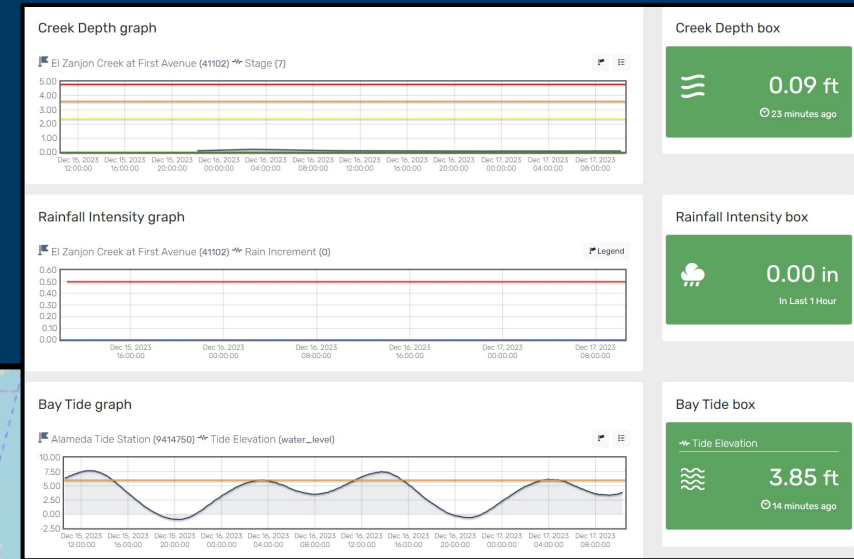 Creek Depth graph
El Zanjon Creek at First Avenue (41102) Stage (7)
5.00
4.00
3.00
2.00
1.00
0.00
Dec 15, 2023 Dec 15, 2023 Dec 15, 2023 Dec 16, 2023 Dec 16, 2023 Dec 16, 2023 Dec 16, 2023 Dec 16, 2023 Dec 16, 2023 Dec 17, 2023 Dec 17, 2023 Dec 17, 2023
12:00:00 16:00:00 20:00:00 00:00:00 04:00:00 08:00:00 12:00:00 16:00:00 20:00:00 00:00:00 04:00:00 08:00:00
Creek Depth box
0.09 ft
23 minutes ago
Rainfall Intensity graph
El Zanjon Creek at First Avenue (41102) Rain Increment (0)
Legend
0.60
0.50
0.40
0.30
0.20
0.10
0.00
Dec 15, 2023 Dec 16, 2023 Dec 16, 2023 Dec 16, 2023 Dec 17, 2023 Dec 17, 2023
16:00:00 00:00:00 08:00:00 16:00:00 00:00:00 08:00:00
Rainfall Intensity box
0.00 in
In Last 1 Hour
Bay Tide graph
Alameda Tide Station (9414750) Tide Elevation (water_level)
10.00
7.50
5.00
2.50
0.00
-2.50
Dec 15, 2023 Dec 15, 2023 Dec 15, 2023 Dec 16, 2023 Dec 16, 2023 Dec 16, 2023 Dec 16, 2023 Dec 16, 2023 Dec 16, 2023 Dec 17, 2023 Dec 17, 2023 Dec 17, 2023
12:00:00 16:00:00 20:00:00 00:00:00 04:00:00 08:00:00 12:00:00 16:00:00 20:00:00 00:00:00 04:00:00 08:00:00
Bay Tide box
Tide Elevation
3.85 ft
14 minutes ago